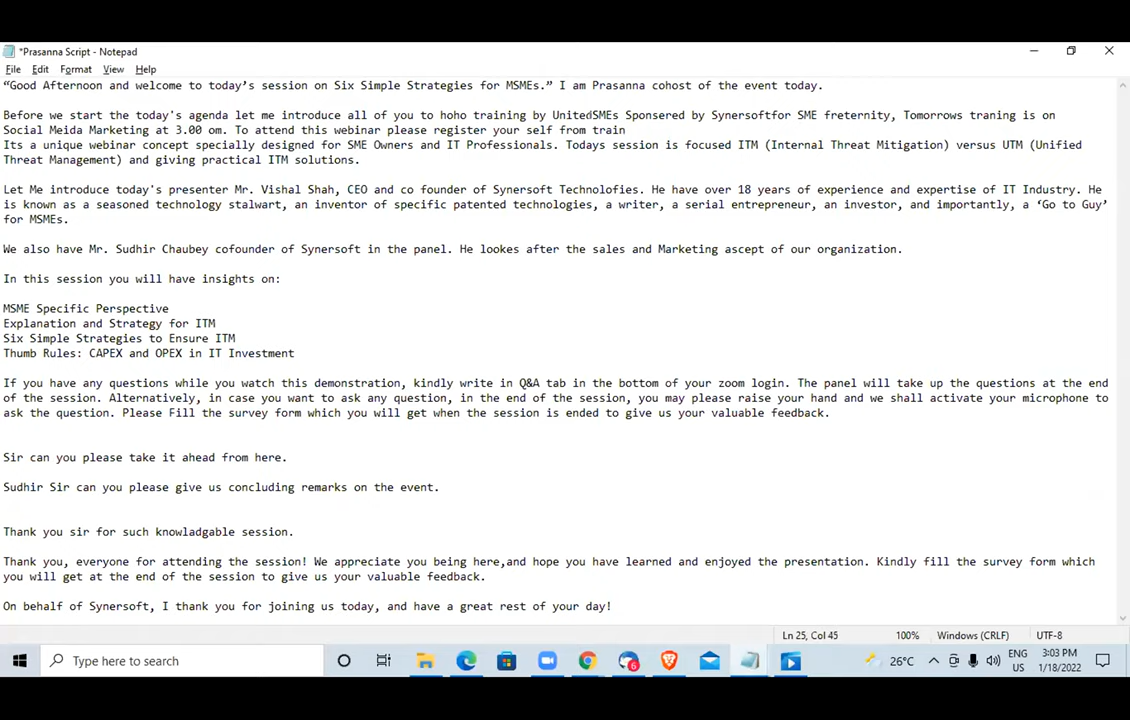 *Prasanna Script - Notepad
File Edit Format View Help
“Good Afternoon and welcome to today’s session on Six Simple Strategies for MSMEs.” I am Prasanna cohost of the event today.
Before we start the today's agenda let me introduce all of you to hoho training by UnitedSMEs Sponsered by Synersoftfor SME freternity, Tomorrows traning is on
Social Meida Marketing at 3.00 om. To attend this webinar please register your self from train
Its a unique webinar concept specially designed for SME Owners and IT Professionals. Todays session is focused ITM (Internal Threat Mitigation) versus UTM (Unified
Threat Management) and giving practical ITM solutions.
Let Me introduce today's presenter Mr. Vishal Shah, CEO and co founder of Synersoft Technolofies. He have over 18 years of experience and expertise of IT Industry. He
is known as a seasoned technology stalwart, an inventor of specific patented technologies, a writer, a serial entrepreneur, an investor, and importantly, a ‘Go to Guy’
for MSMEs.
We also have Mr. Sudhir Chaubey cofounder of Synersoft in the panel. He lookes after the sales and Marketing ascept of our organization.
In this session you will have insights on:
MSME Specific Perspective
Explanation and Strategy for ITM
Six Simple Strategies to Ensure ITM
Thumb Rules: CAPEX and OPEX in IT Investment
If you have any questions while you watch this demonstration, kindly write in Q&A tab in the bottom of your zoom login. The panel will take up the questions at the end
of the session. Alternatively, in case you want to ask any question, in the end of the session, you may please raise your hand and we shall activate your microphone to
ask the question. Please Fill the survey form which you will get when the session is ended to give us your valuable feedback.
Sir can you please take it ahead from here.
Sudhir Sir can you please give us concluding remarks on the event.
Thank you sir for such knowladgable session.
Thank you, everyone for attending the session! We appreciate you being here,and hope you have learned and enjoyed the presentation. Kindly fill the survey form which
you will get at the end of the session to give us your valuable feedback.
On behalf of Synersoft, I thank you for joining us today, and have a great rest of your day!
Ln 25, Col 45 100% Windows (CRLF) UTF-8
Type here to search 6 26°C ENG US 3:03 PM 1/18/2022